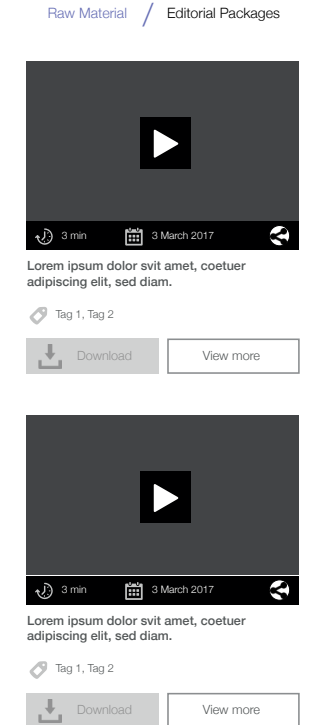 Raw Material / Editorial Packages
3 min 3 March 2017
Lorem ipsum dolor svit amet, coetuer
adipiscing elit, sed diam.
Tag 1, Tag 2
Download View more
3 min 3 March 2017
Lorem ipsum dolor svit amet, coetuer
adipiscing elit, sed diam.
Tag 1, Tag 2
Download View more